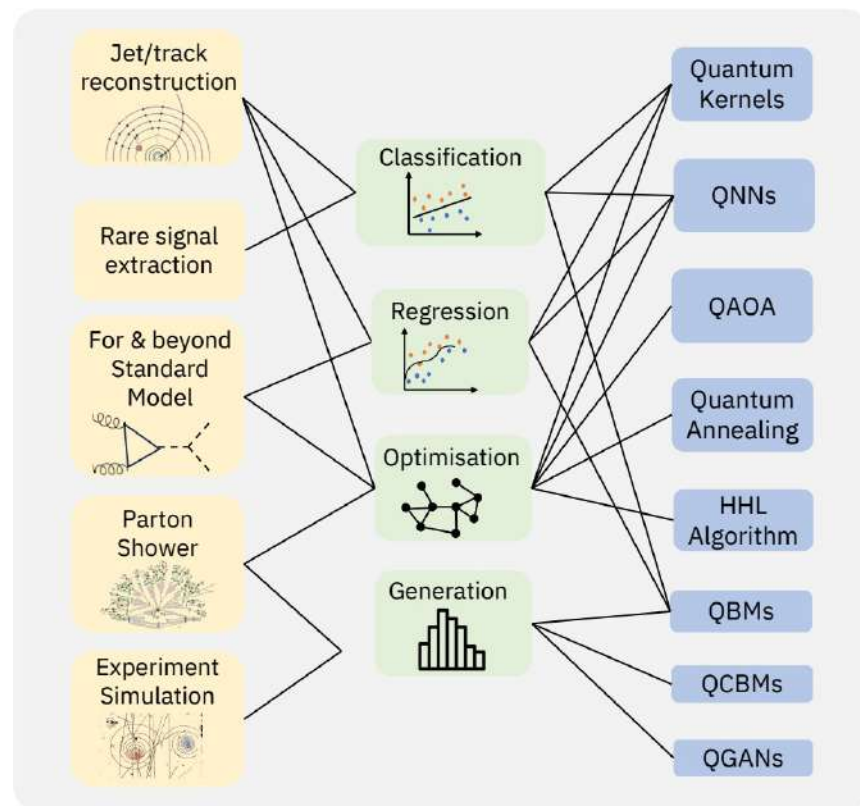 Jet/track
reconstruction
Rare signal
extraction
For & beyond
Standard
Model
Parton
Shower
Experiment
Simulation
Classification
Regression
Optimisation
Generation
Quantum
Kernels
QNNs
QAOA
Quantum
Annealing
HHL
Algorithm
QBMs
QCBMs
QGANs